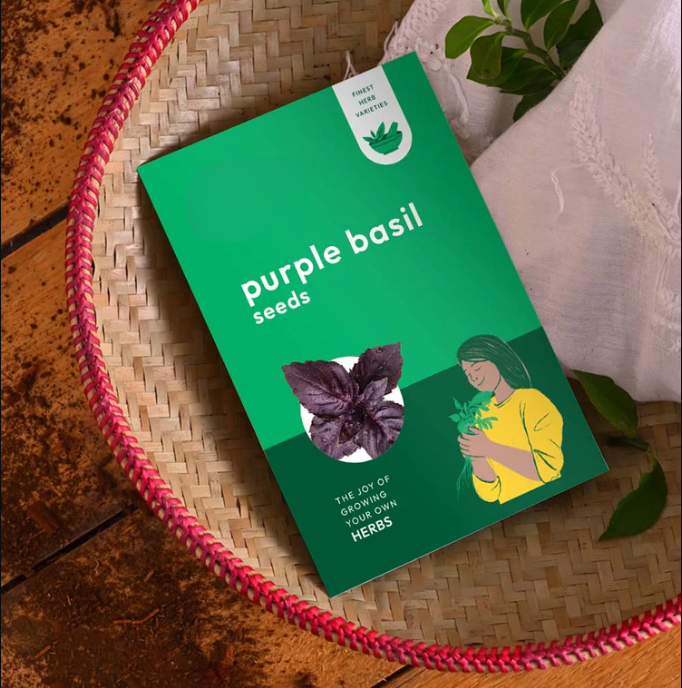 FINEST
HERB
VARIETIES
purple basil
seeds
THE JOY OF
GROWING
YOUR OWN
HERBS